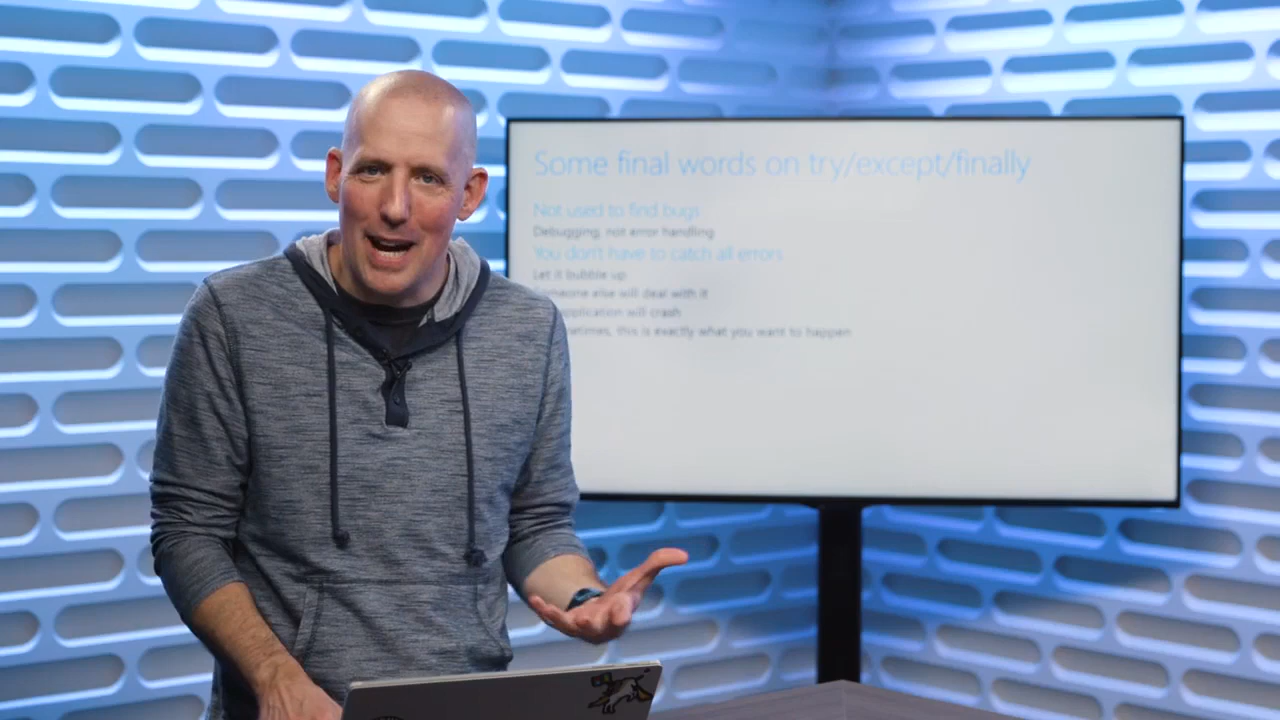 Some final words on try/except/finally
Not used to find bugs
Debugging, not error handling
You don't have to catch all errors
Let it bubble up
Someone else will deal with it
application will crash
, this is exactly what you want to happen